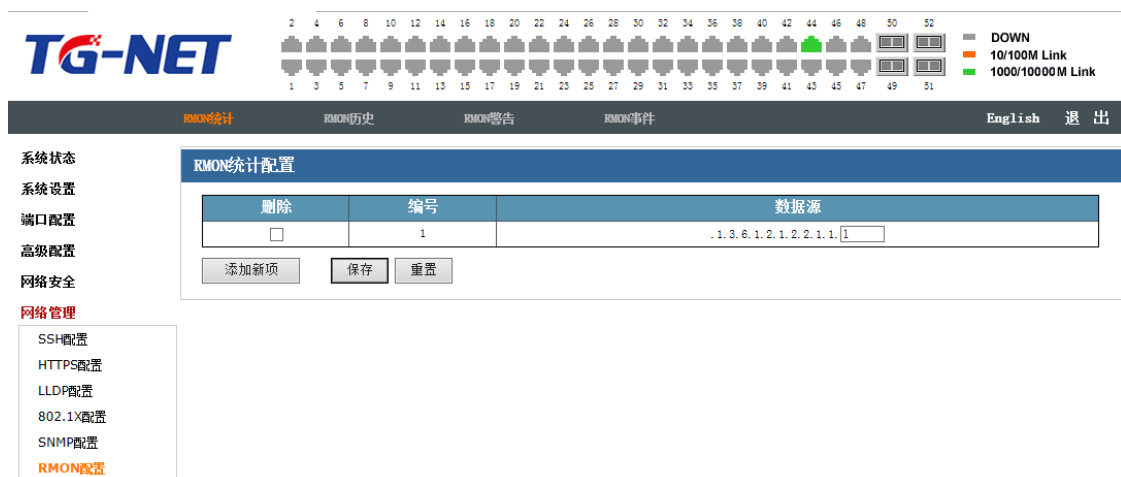 TG-NET
2 4 6 8 10 12 14 16 18 20 22 24 26 28 30 32 34 36 38 40 42 44 46 48 50 52
1 3 5 7 9 11 13 15 17 19 21 23 25 27 29 31 33 35 37 39 41 43 45 47 49 51
DOWN
10/100M Link
1000/10000M Link
RMON统计 RMON历史 RMON警告 RMON事件 English 退 出
系统状态
系统设置
端口配置
高级配置
网络安全
网络管理
SSH配置
HTTPS配置
LLDP配置
802.1X配置
SNMP配置
RMON配置
RMON统计配置
删除 编号 数据源
1 .1.3.6.1.2.1.2.2.1.1. 1
添加新项 保存 重置